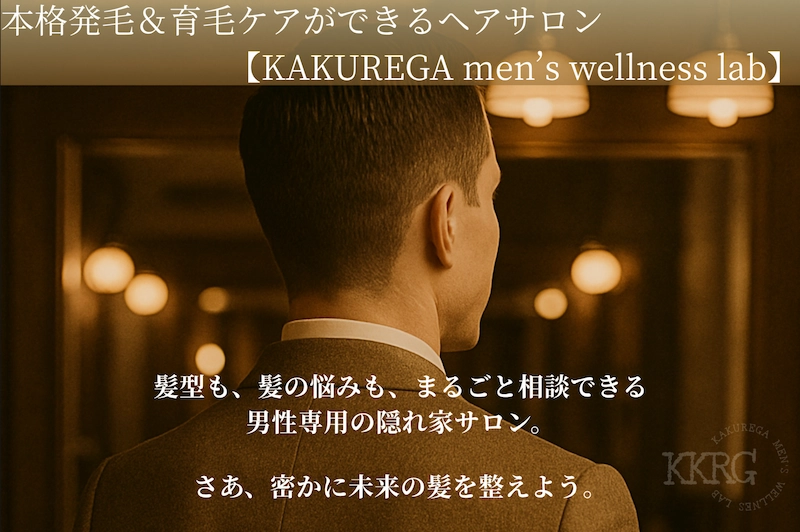 本格発毛＆育毛ケアができるヘアサロン
【KAKUREGA men’s wellness lab】
髪型も、髪の悩みも、まるごと相談できる
男性専用の隠れ家サロン。
さあ、密かに未来の髪を整えよう。
KAKUREGA MEN'S WELLNES LAB
KKRG